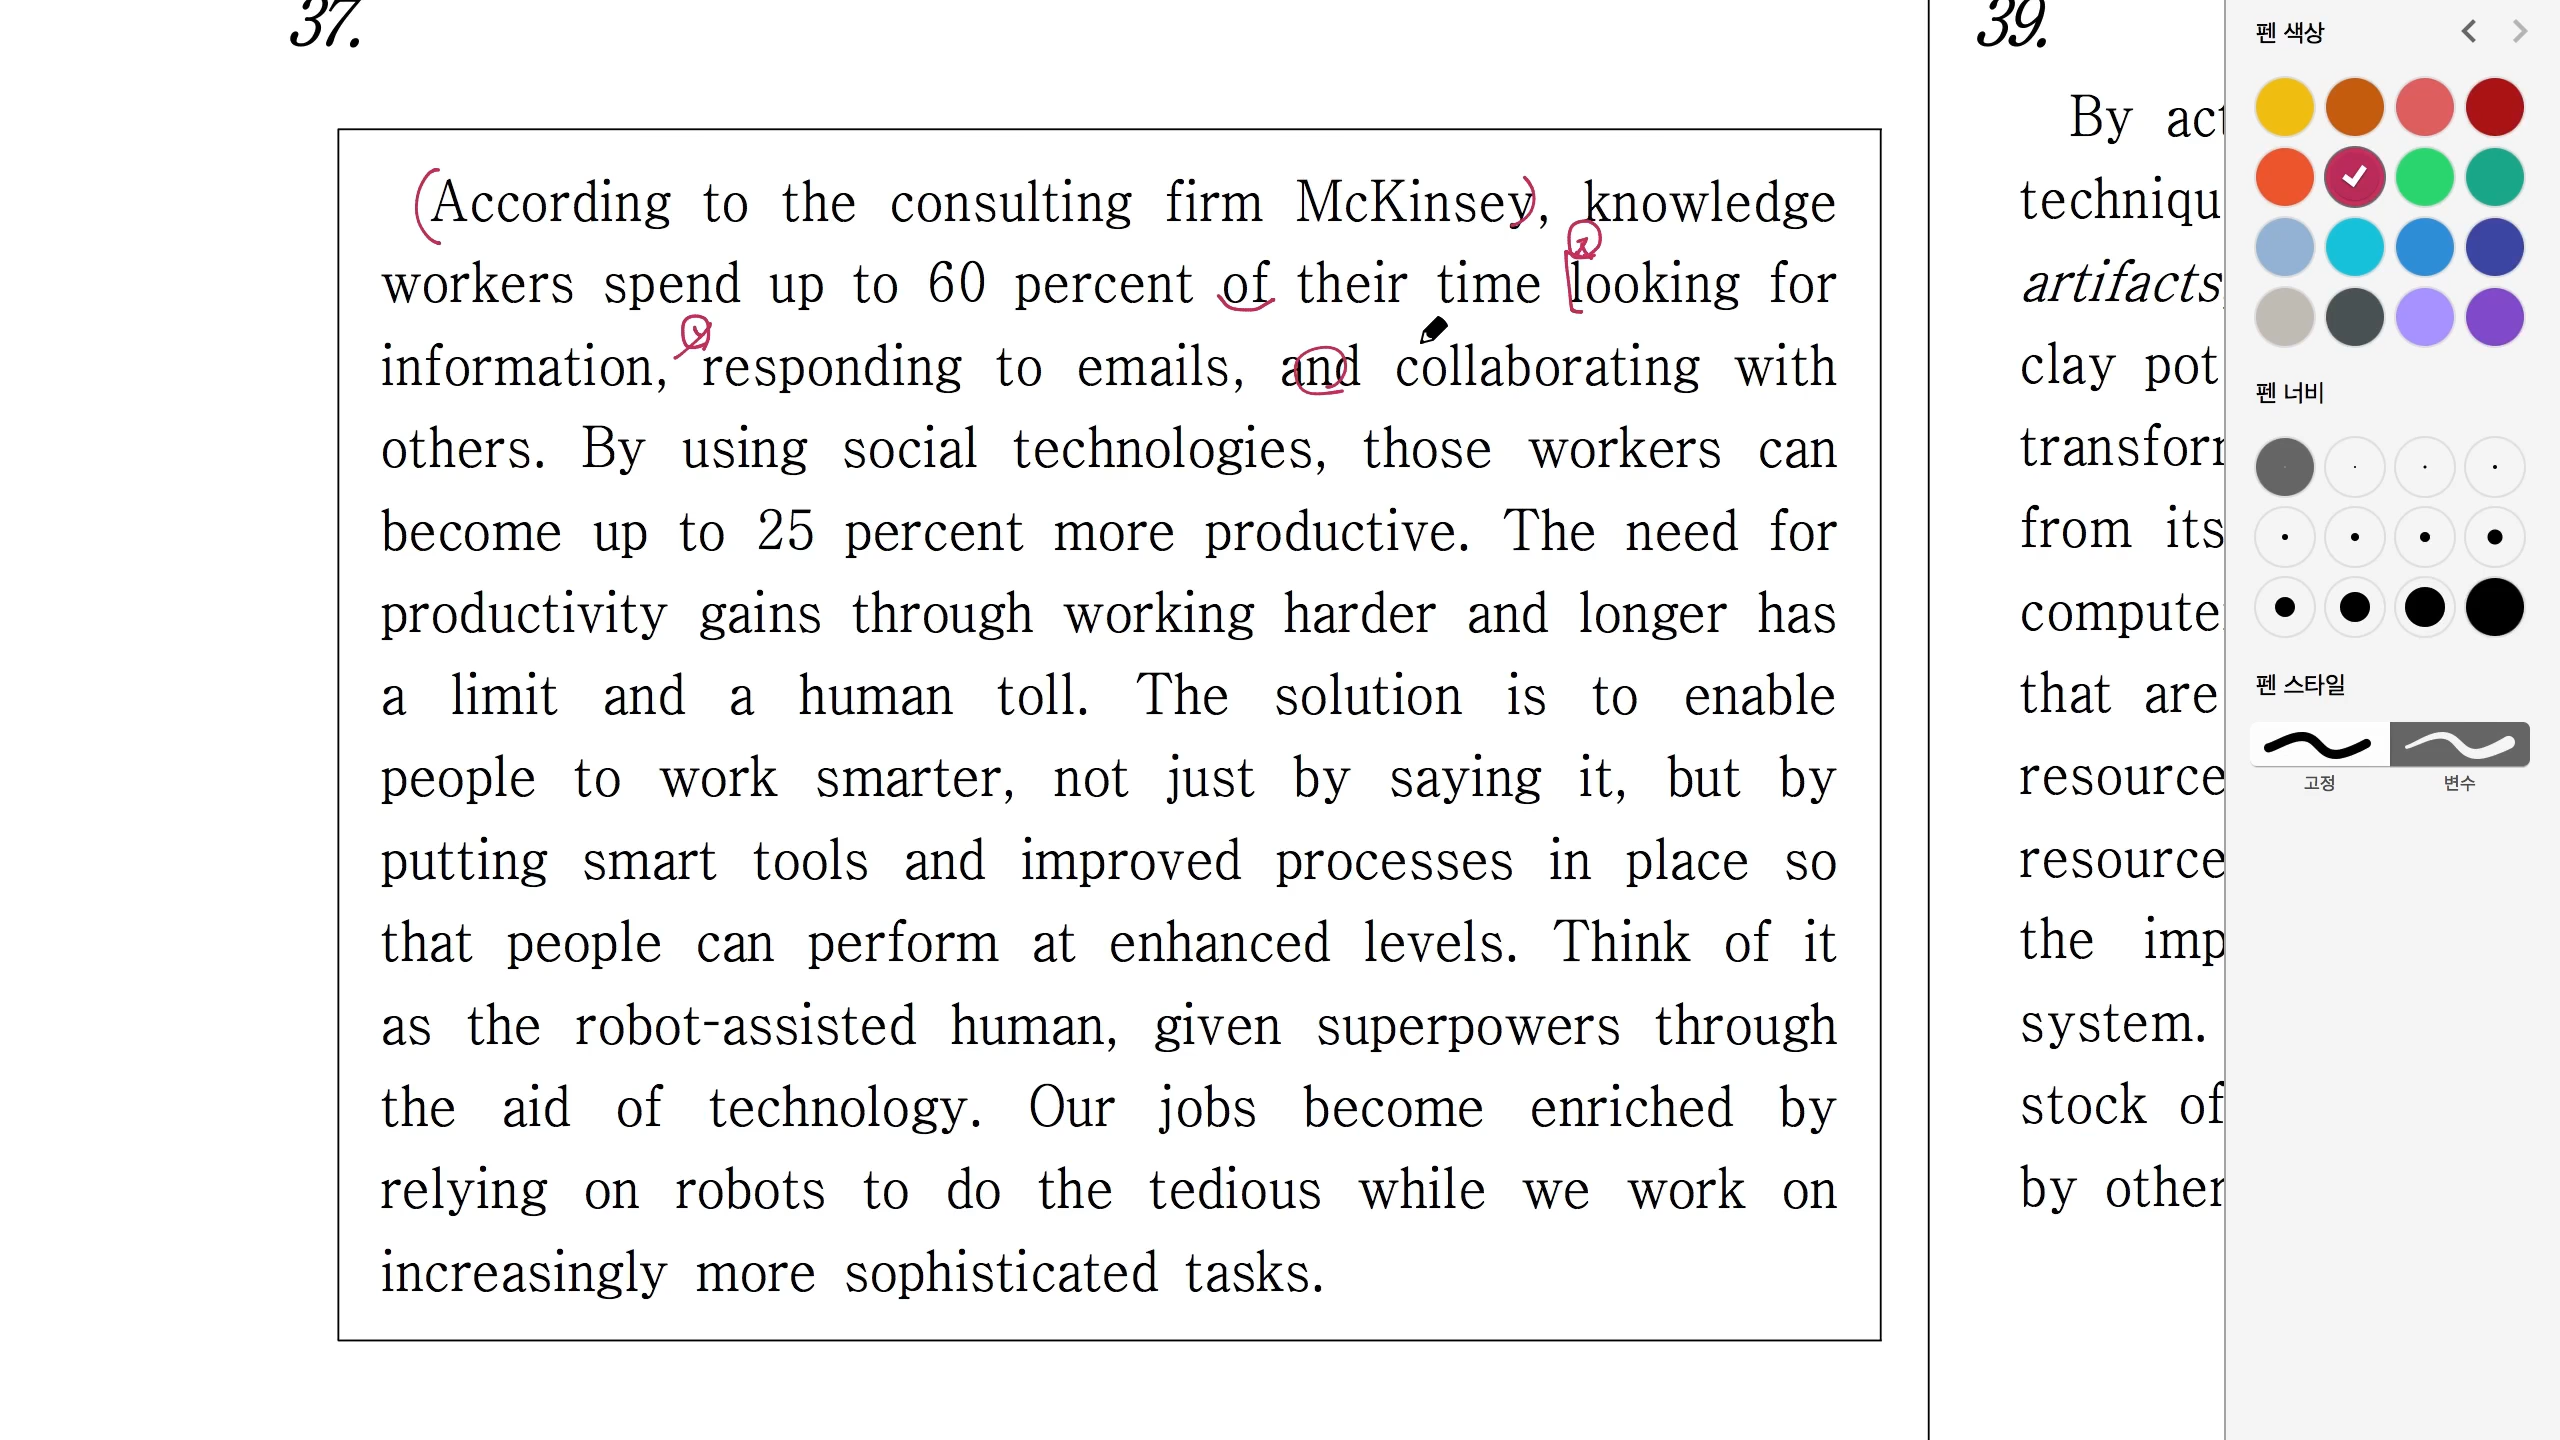 37.
(According to the consulting firm McKinsey), knowledge
workers spend up to 60 percent of their time looking for
information, responding to emails, and collaborating with
others. By using social technologies, those workers can
become up to 25 percent more productive. The need for
productivity gains through working harder and longer has
a limit and a human toll. The solution is to enable
people to work smarter, not just by saying it, but by
putting smart tools and improved processes in place so
that people can perform at enhanced levels. Think of it
as the robot-assisted human, given superpowers through
the aid of technology. Our jobs become enriched by
relying on robots to do the tedious while we work on
increasingly more sophisticated tasks.
39.
By act
techniqu
artifacts
clay pot
transfor
from its
compute
that are
resource
resource
the imp
system.
stock of
by other
펜 색상
펜 너비
펜 스타일
고정 변수